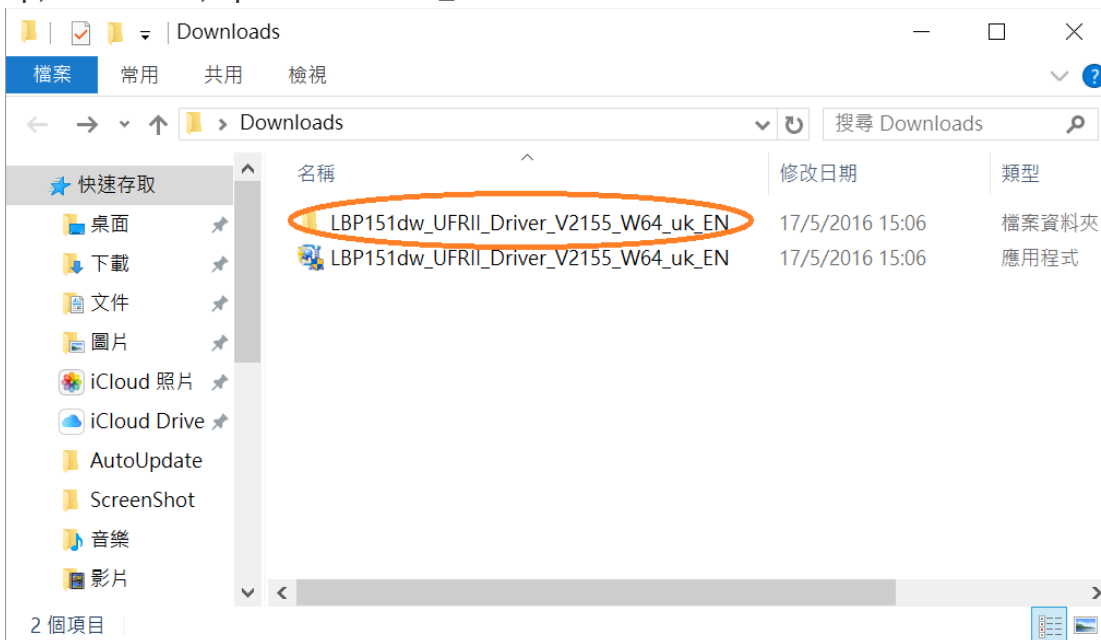 Downloads
檔案 常用 共用 檢視
Downloads 搜尋 Downloads
名稱 修改日期 類型
快速存取
桌面
下載
文件
圖片
iCloud 照片
iCloud Drive
AutoUpdate
ScreenShot
音樂
影片
LBP151dw_UFRII_Driver_V2155_W64_uk_EN 17/5/2016 15:06 檔案資料夾
LBP151dw_UFRII_Driver_V2155_W64_uk_EN 17/5/2016 15:06 應用程式
2 個項目